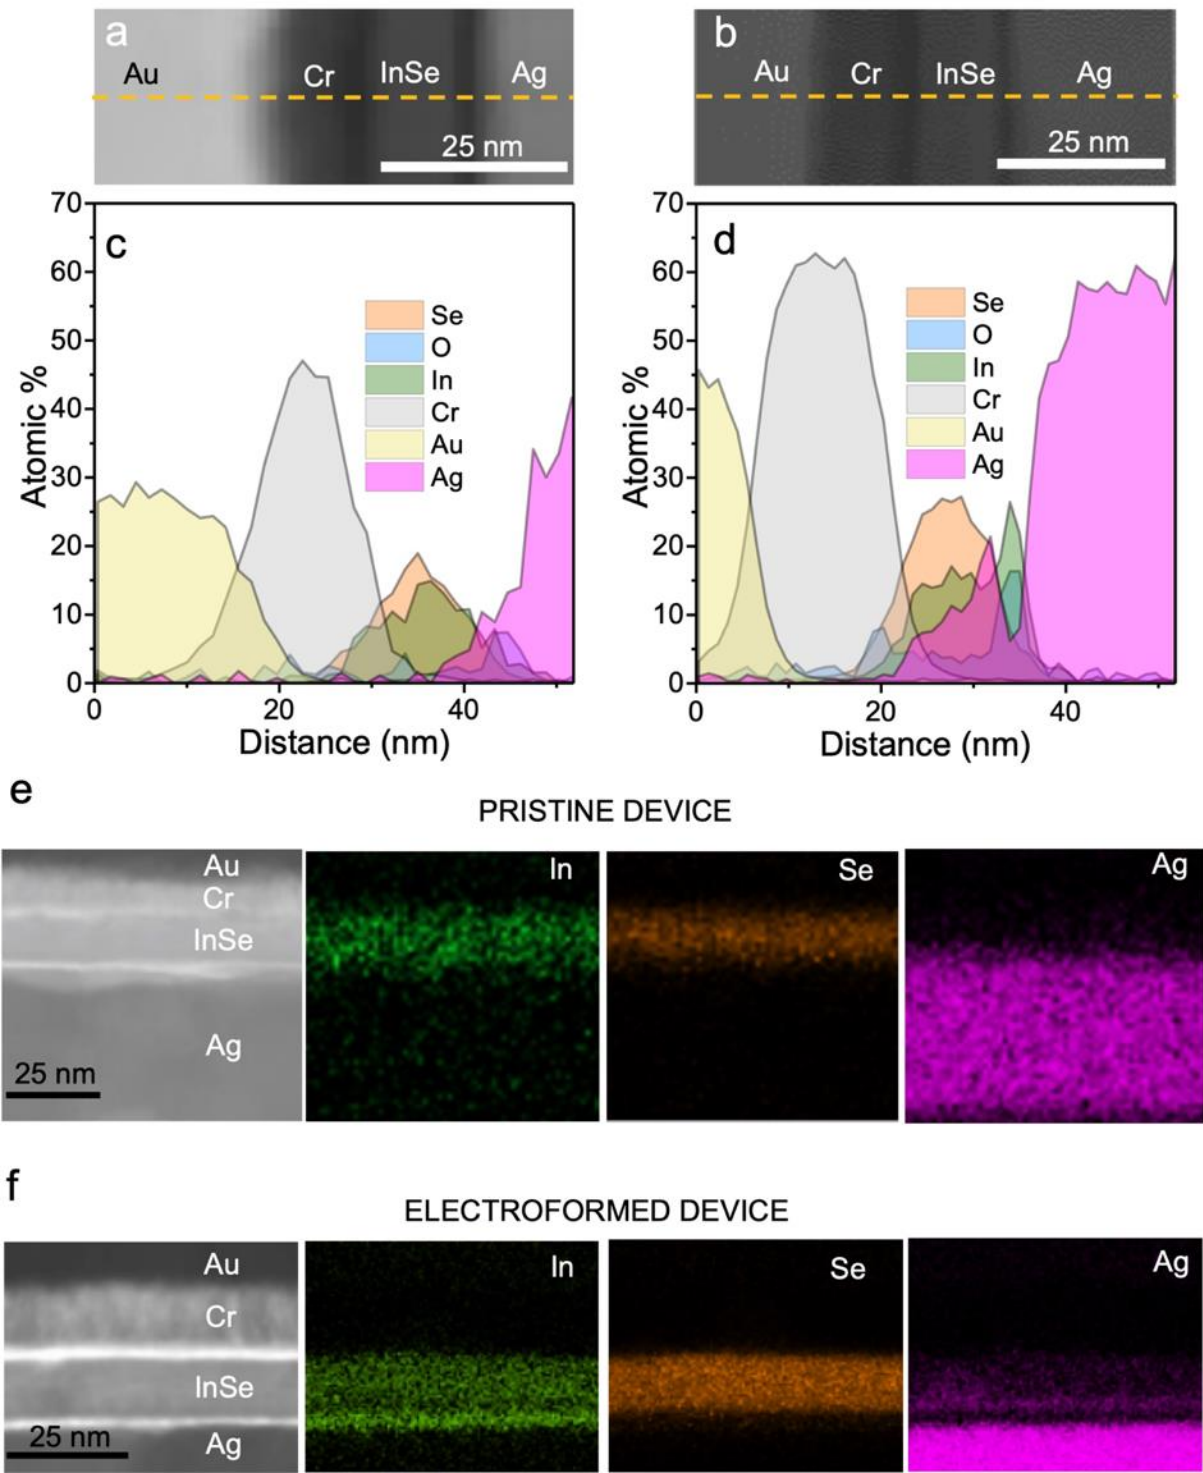 a
Au
Cr
InSe
Ag
25 nm
b
Au
Cr
InSe
Ag
25 nm
c
70
60
50
40
30
20
10
0
Atomic %
Se
O
In
Cr
Au
Ag
0
20
40
Distance (nm)
d
70
60
50
40
30
20
10
0
Atomic %
Se
O
In
Cr
Au
Ag
0
20
40
Distance (nm)
e
PRISTINE DEVICE
Au
Cr
InSe
Ag
25 nm
In
Se
Ag
f
ELECTROFORMED DEVICE
Au
Cr
InSe
Ag
25 nm
In
Se
Ag